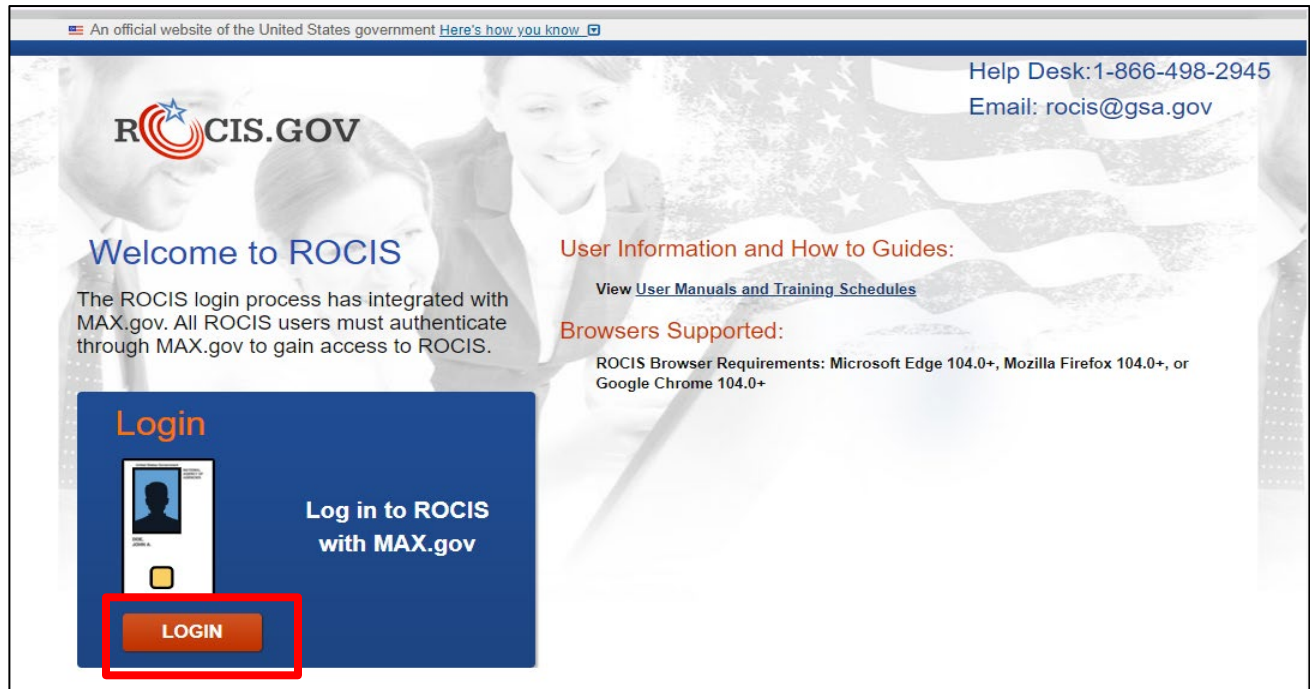 An official website of the United States government Here's how you know
Help Desk:1-866-498-2945
Email: rocis@gsa.gov
ROCIS.GOV
Welcome to ROCIS
The ROCIS login process has integrated with
MAX.gov. All ROCIS users must authenticate
through MAX.gov to gain access to ROCIS.
User Information and How to Guides:
View User Manuals and Training Schedules
Browsers Supported:
ROCIS Browser Requirements: Microsoft Edge 104.0+, Mozilla Firefox 104.0+, or
Google Chrome 104.0+
Login
United States Government
Log in to ROCIS
with MAX.gov
JOHN A.
LOGIN